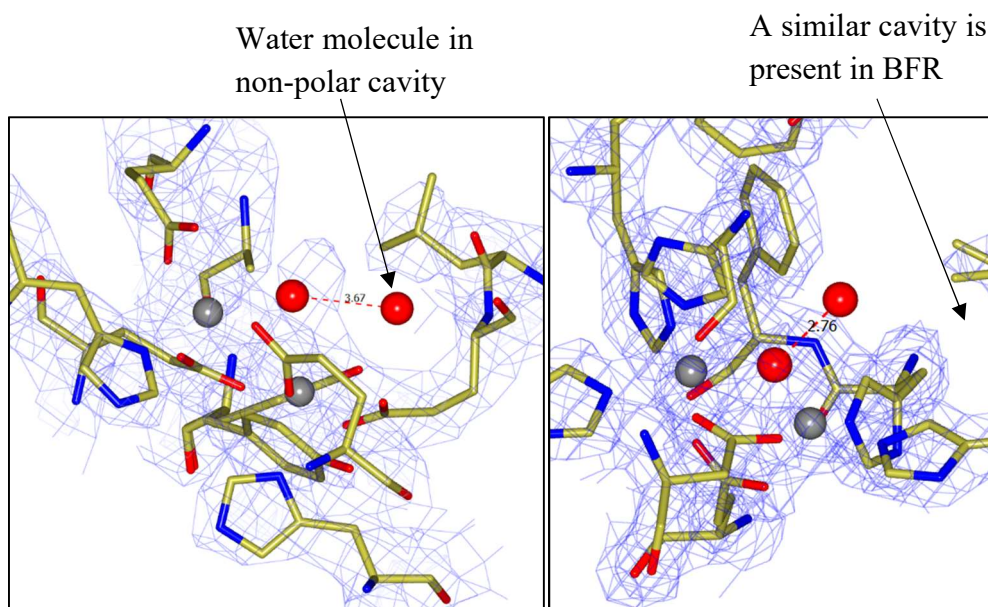 Water molecule in
non-polar cavity
A similar cavity is
present in BFR
3.67
2.76